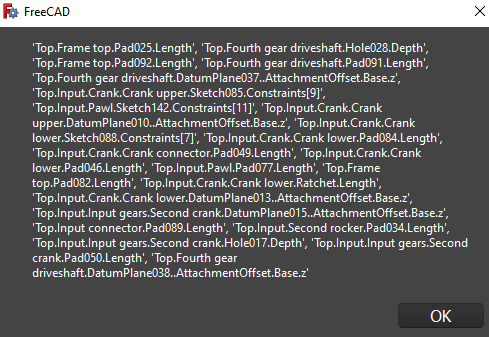 FreeCAD
'Top.Frame top.Pad025.Length', 'Top.Fourth gear driveshaft.Hole028.Depth',
'Top.Frame top.Pad092.Length', 'Top.Fourth gear driveshaft.Pad091.Length',
'Top.Fourth gear driveshaft.DatumPlane037..AttachmentOffset.Base.z',
'Top.Input.Crank.Crank upper.Sketch085.Constraints[9]',
'Top.Input.Pawl.Sketch142.Constraints[11]', 'Top.Input.Crank.Crank
upper.DatumPlane010..AttachmentOffset.Base.z', 'Top.Input.Crank.Crank
lower.Sketch088.Constraints[7]', 'Top.Input.Crank.Crank lower.Pad084.Length',
'Top.Input.Crank.Crank connector.Pad049.Length', 'Top.Input.Crank.Crank
lower.Pad046.Length', 'Top.Input.Pawl.Pad077.Length', 'Top.Frame
top.Pad082.Length', 'Top.Input.Crank.Crank lower.Ratchet.Length',
'Top.Input.Crank.Crank lower.DatumPlane013..AttachmentOffset.Base.z',
'Top.Input.Input gears.Second crank.DatumPlane015..AttachmentOffset.Base.z',
'Top.Input connector.Pad089.Length', 'Top.Input.Second rocker.Pad034.Length',
'Top.Input.Input gears.Second crank.Hole017.Depth', 'Top.Input.Input gears.Second
crank.Pad050.Length', 'Top.Fourth gear
driveshaft.DatumPlane038..AttachmentOffset.Base.z'
OK